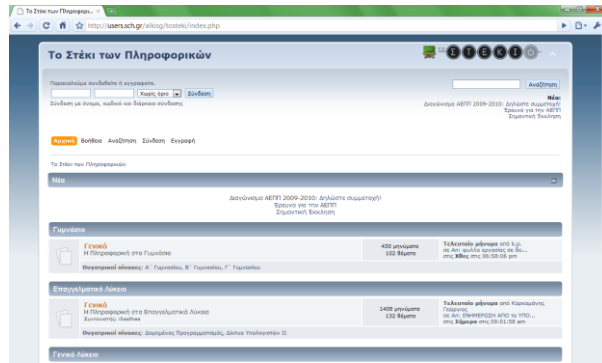 Το Στέκι των Πληροφορικ...
http://users.sch.gr/alkisg/tosteki/index.php
Το Στέκι των Πληροφορικών
Παρακαλούμε συνδεθείτε ή εγγραφείτε.
Χωρίς όριο
Σύνδεση
Σύνδεση με όνομα, κωδικό και διάρκεια σύνδεσης
Αναζήτηση
Νέα:
Διαγώνισμα ΑΕΠΠ 2009-2010: Δηλώστε συμμετοχή!
Έρευνα για την ΑΕΠΠ
Σημαντική Έκκληση
Αρχική Βοήθεια Αναζήτηση Σύνδεση Εγγραφή
Το Στέκι των Πληροφορικών
Νέα
Διαγώνισμα ΑΕΠΠ 2009-2010: Δηλώστε συμμετοχή!
Έρευνα για την ΑΕΠΠ
Σημαντική Έκκληση
Γυμνάσιο
Γενικά
Η Πληροφορική στο Γυμνάσιο
430 μηνύματα
132 θέματα
Τελευταίο μήνυμα από k.p.
σε Απ: φυλλο εργασίας σε δε...
στις Χθες στις 06:58:06 pm
Θυγατρικοί πίνακες: Α΄ Γυμνασίου, Β΄ Γυμνασίου, Γ΄ Γυμνασίου
Επαγγελματικό Λύκειο
Γενικά
Η Πληροφορική στο Επαγγελματικό Λύκειο
1408 μηνύματα
132 θέματα
Τελευταίο μήνυμα από Καρκαμάνης
Γεώργιος
σε Απ: ΕΝΗΜΕΡΩΣΗ ΑΠΟ το ΥΠΟ...
στις Σήμερα στις 09:01:58 am
Θυγατρικοί πίνακες: Δομημένος Προγραμματισμός, Δίκτυα Υπολογιστών ΙΙ
Γενικό Λύκειο